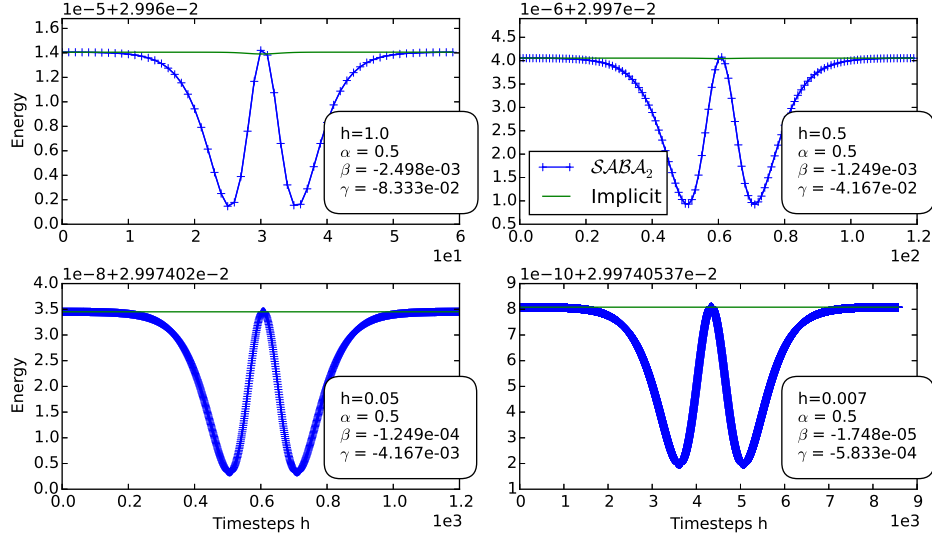 1e-5+2.996e-2
1.6
1.4
1.2
1.0
0.8
0.6
0.4
0.2
0.0
Energy
h=1.0
α = 0.5
β = -2.498e-03
γ = -8.333e-02
0 1 2 3 4 5 6
1e1
1e-6+2.997e-2
4.5
4.0
3.5
3.0
2.5
2.0
1.5
1.0
0.5
h=0.5
α = 0.5
β = -1.249e-03
γ = -4.167e-02
SABA₂
Implicit
0.0 0.2 0.4 0.6 0.8 1.0 1.2
1e2
1e-8+2.997402e-2
4.0
3.5
3.0
2.5
2.0
1.5
1.0
0.5
0.0
Energy
h=0.05
α = 0.5
β = -1.249e-04
γ = -4.167e-03
0.0 0.2 0.4 0.6 0.8 1.0 1.2
Timesteps h
1e3
1e-10+2.99740537e-2
9
8
7
6
5
4
3
2
1
h=0.007
α = 0.5
β = -1.748e-05
γ = -5.833e-04
0 1 2 3 4 5 6 7 8 9
Timesteps h
1e3